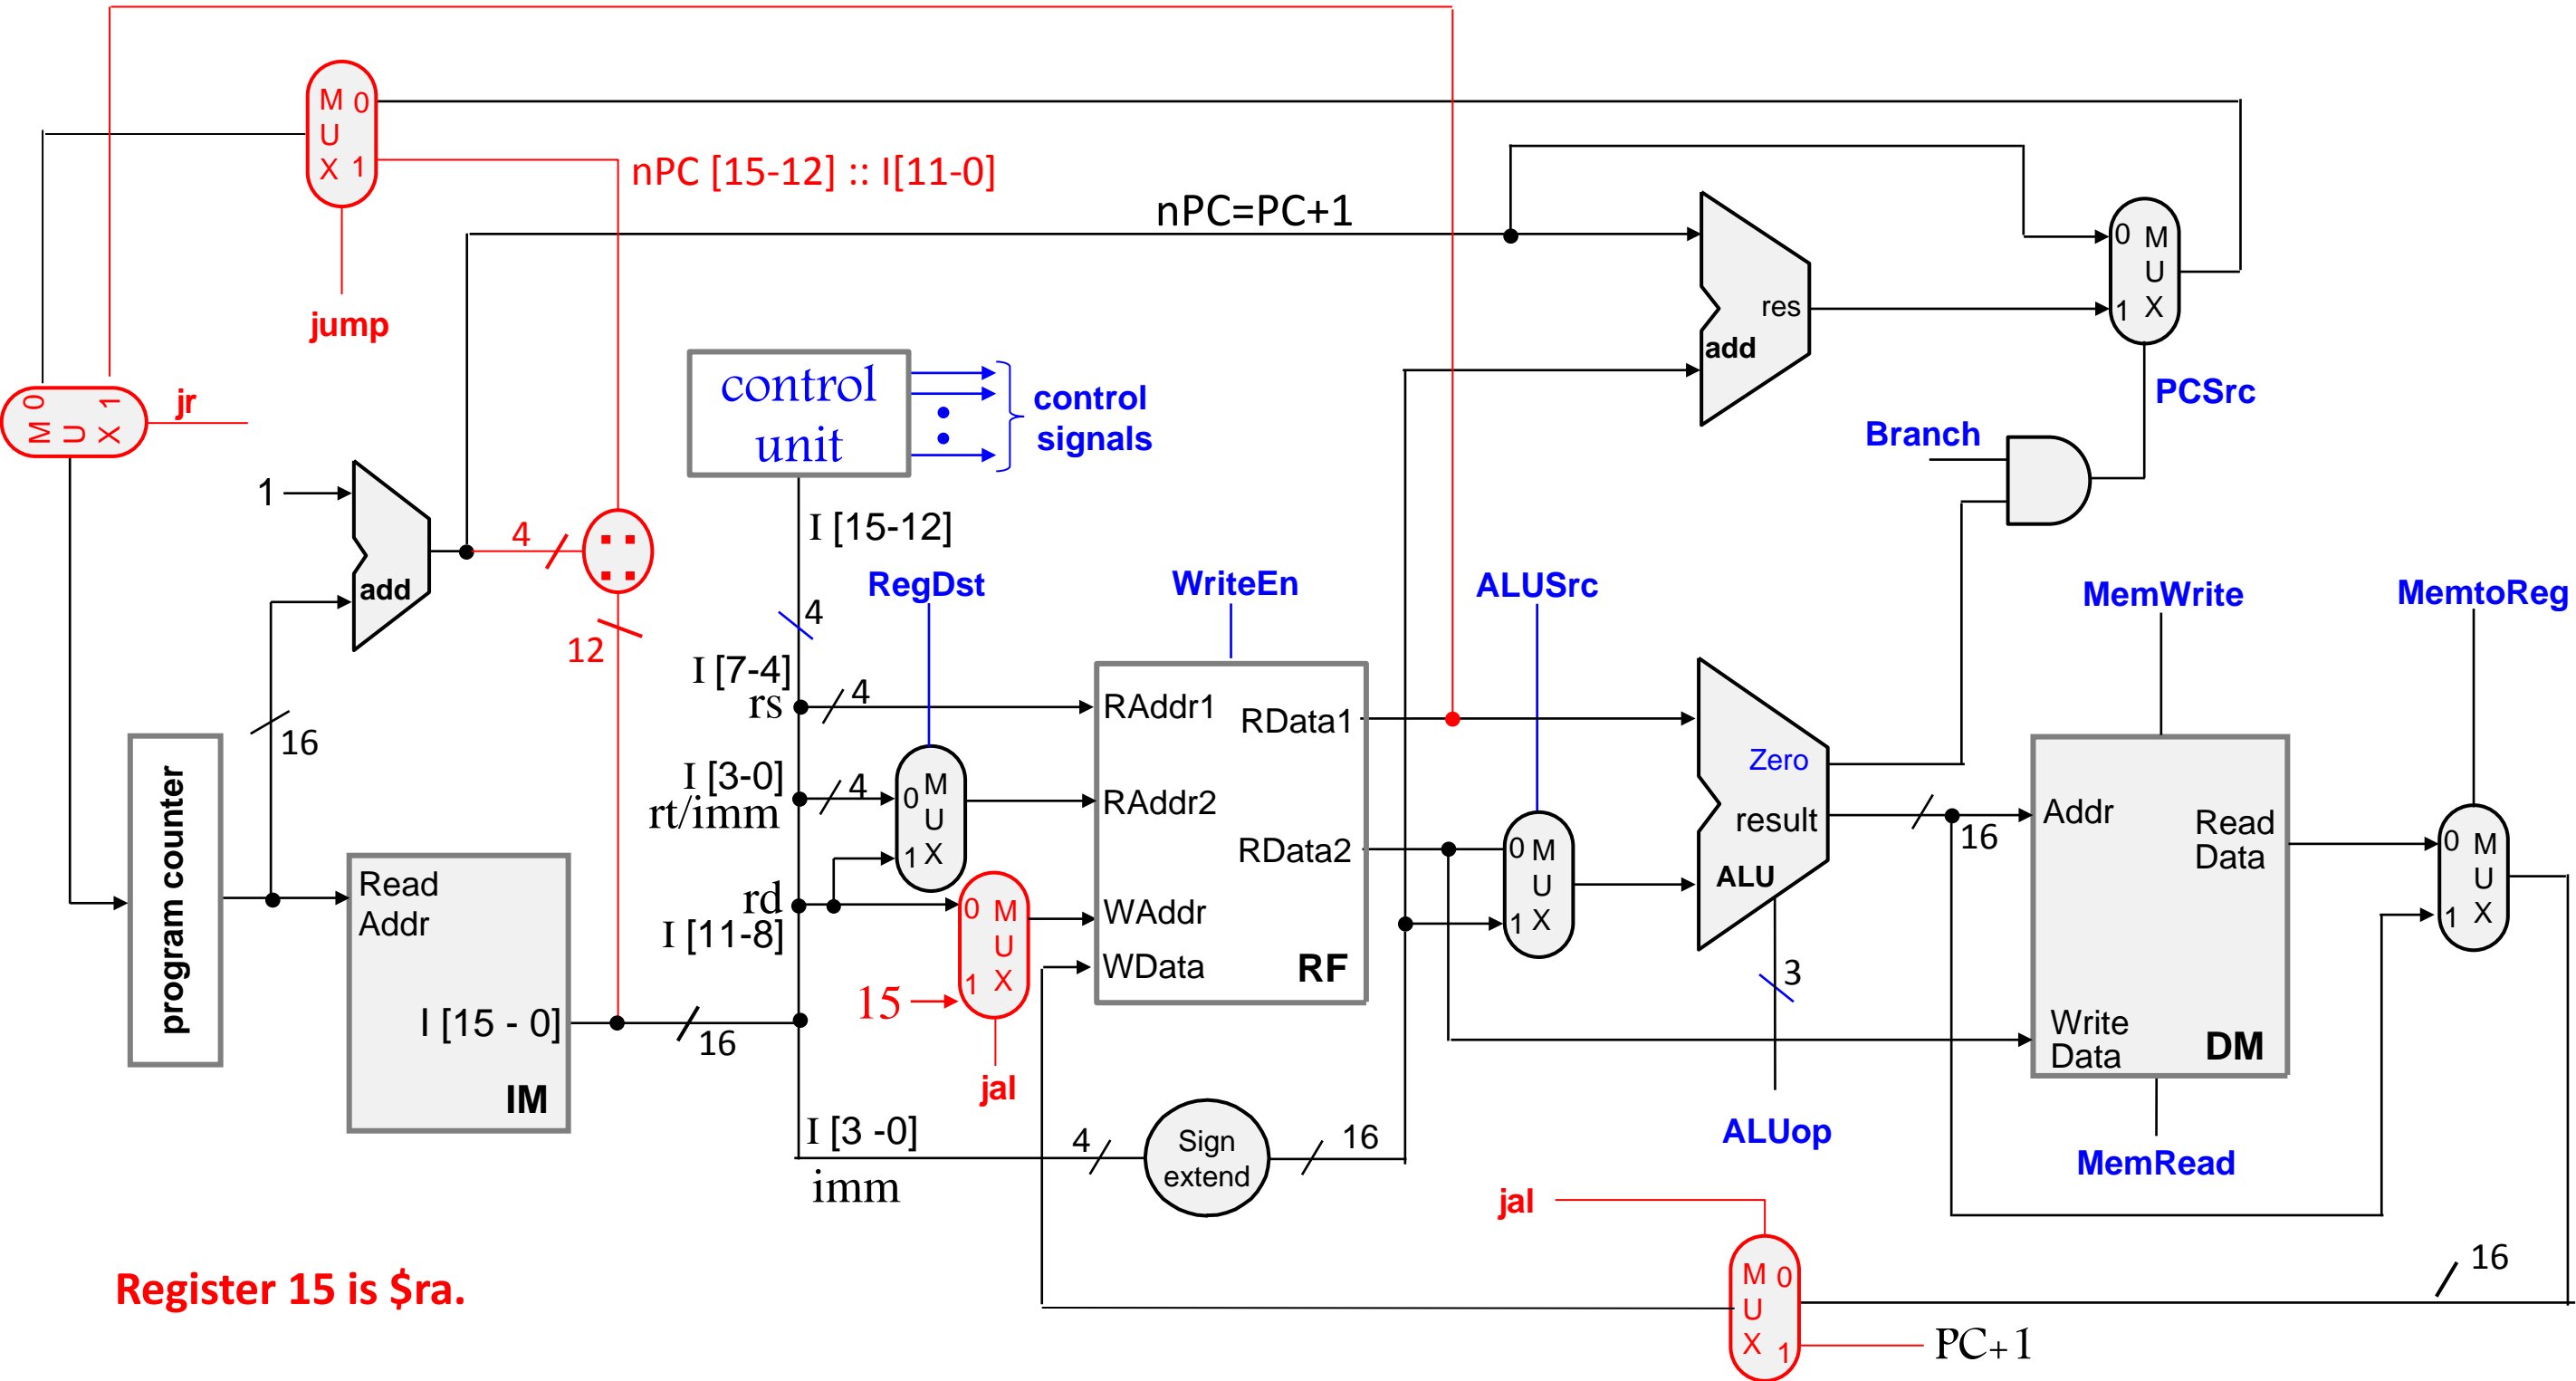 M 0
U
X 1
nPC [15-12] :: I[11-0]
jump
nPC=PC+1
0 M
U
1 X
res
add
PCSrc
Branch
control
unit
control
signals
M 0
U
X 1
jr
1
add
4
12
16
I [15-12]
4
RegDst
WriteEn
ALUSrc
MemWrite
MemtoReg
I [7-4]
rs
4
I [3-0]
rt/imm
4
0 M
U
1 X
rd
I [11-8]
0 M
U
1 X
15
jal
RAddr1
RAddr2
WAddr
WData
RData1
RData2
RF
0 M
U
1 X
Zero
result
ALU
3
ALUop
16
Addr
Read
Data
Write
Data
DM
MemRead
0 M
U
1 X
program counter
Read
Addr
I [15 - 0]
IM
16
I [3 -0]
imm
4
Sign
extend
16
jal
M 0
U
X 1
16
PC+1
Register 15 is $ra.